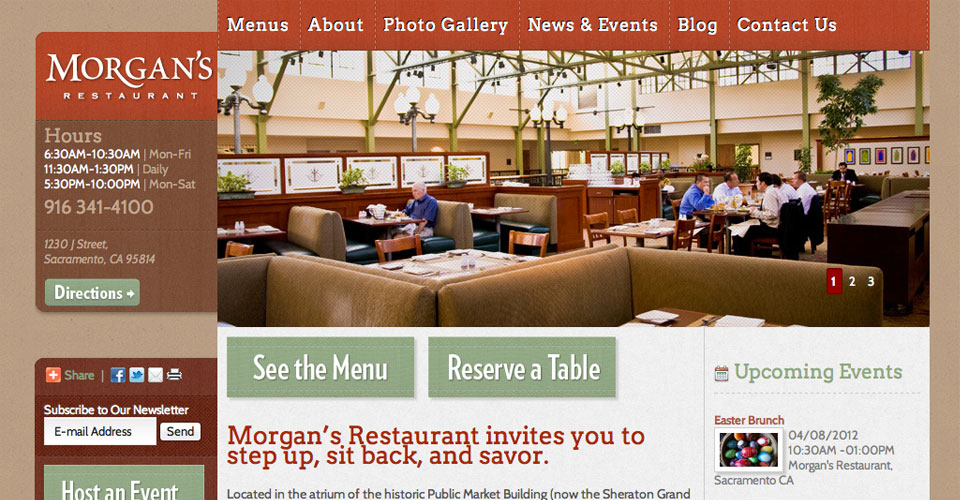 Menus About Photo Gallery News & Events Blog Contact Us
MORGAN'S
RESTAURANT
Hours
6:30AM-10:30AM | Mon-Fri
11:30AM-1:30PM | Daily
5:30PM-10:00PM | Mon-Sat
916 341-4100
1230 J Street,
Sacramento, CA 95814
Directions
1 2 3
Share |
Subscribe to Our Newsletter
E-mail Address Send
Host an Event
See the Menu Reserve a Table
Morgan's Restaurant invites you to
step up, sit back, and savor.
Located in the atrium of the historic Public Market Building (now the Sheraton Grand
Upcoming Events
Easter Brunch
04/08/2012
10:30AM -01:00PM
Morgan's Restaurant,
Sacramento CA